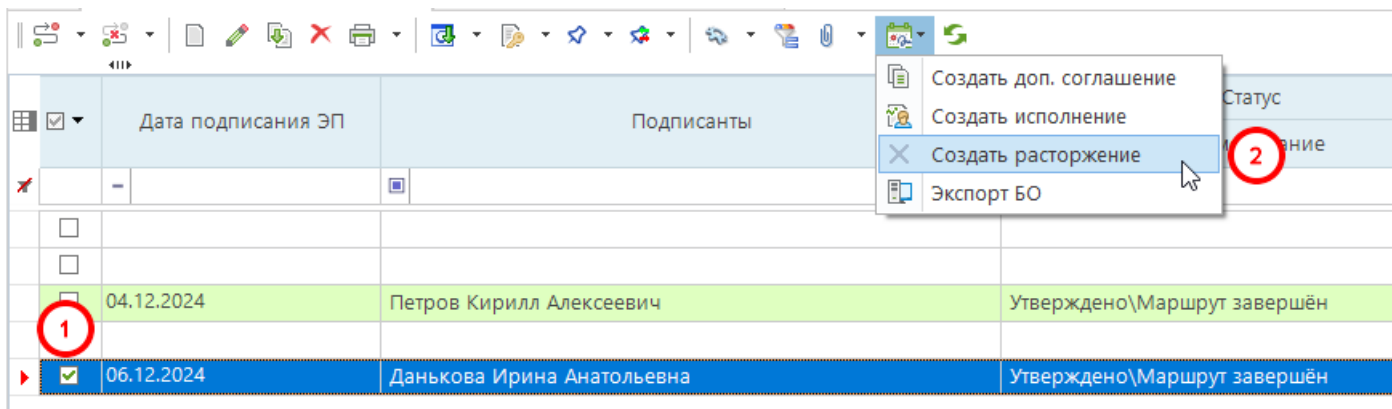 Создать доп. соглашение
Создать исполнение
Создать расторжение
Экспорт БО
2
Дата подписания ЭП
Подписанты
Статус
ание
04.12.2024 Петров Кирилл Алексеевич Утверждено\Маршрут завершён
1
06.12.2024 Данькова Ирина Анатольевна Утверждено\Маршрут завершён